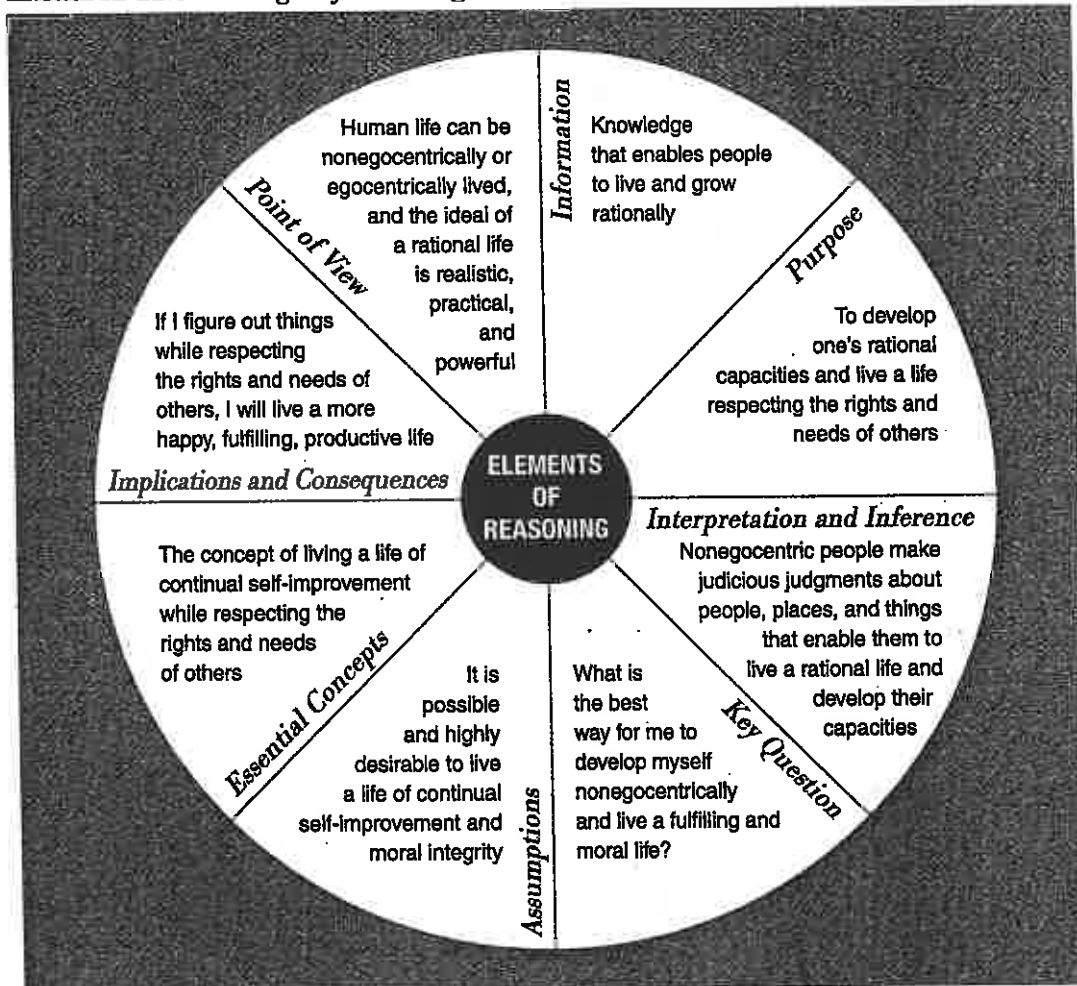 Information
Knowledge
that enables people
to live and grow
rationally
Purpose
To develop
one's rational
capacities and live a life
respecting the rights and
needs of others
Interpretation and Inference
Nonegocentric people make
judicious judgments about
people, places, and things
that enable them to
live a rational life and
develop their
capacities
Key Question
What is
the best
way for me to
develop myself
nonegocentrically
and live a fulfilling and
moral life?
Assumptions
It is
possible
and highly
desirable to live
a life of continual
self-improvement and
moral integrity
Essential Concepts
The concept of living a life of
continual self-improvement
while respecting the
rights and needs
of others
Implications and Consequences
If I figure out things
while respecting
the rights and needs of
others, I will live a more
happy, fulfilling, productive life
Point of View
Human life can be
nonegocentrically or
egocentrically lived,
and the ideal of
a rational life
is realistic,
practical,
and
powerful
ELEMENTS
OF
REASONING